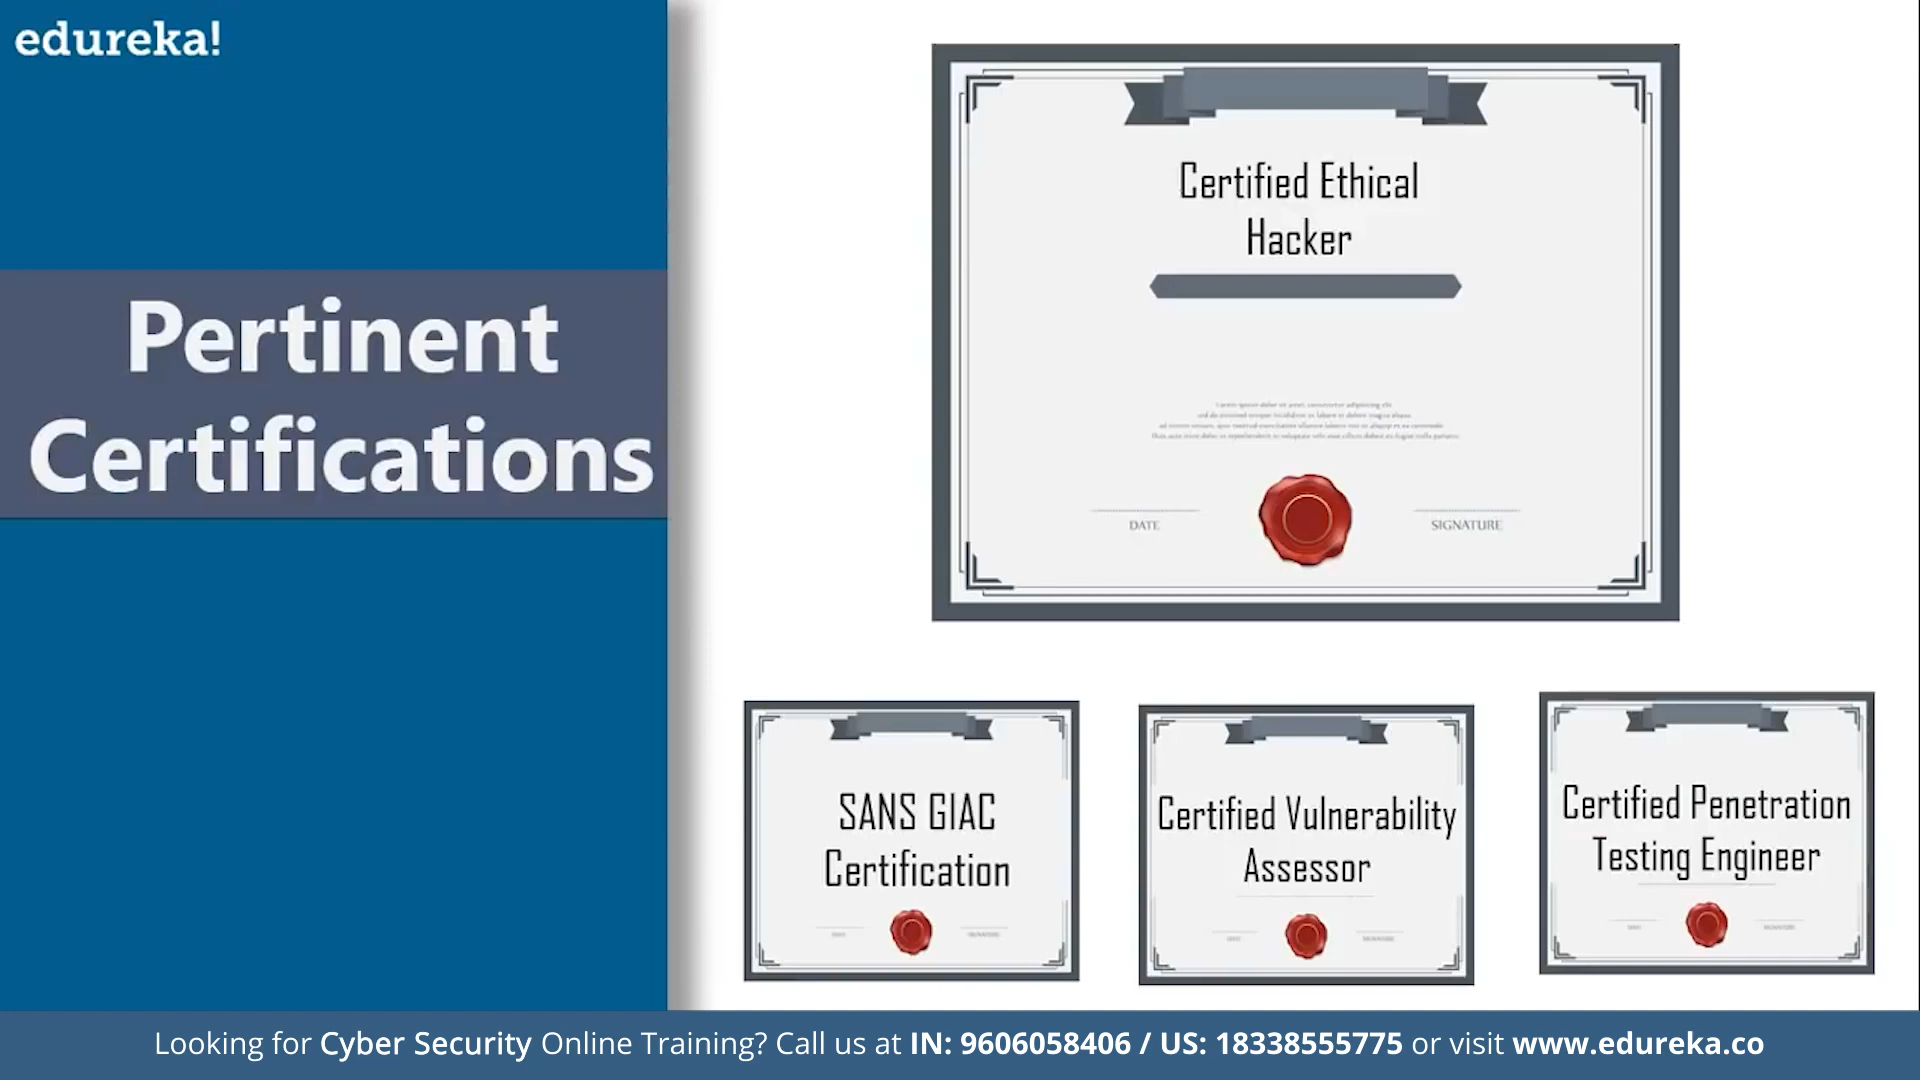 edureka!
Pertinent
Certifications
Certified Ethical
Hacker
DATE
SIGNATURE
SANS GIAC
Certification
Certified Vulnerability
Assessor
Certified Penetration
Testing Engineer
Looking for Cyber Security Online Training? Call us at IN: 9606058406 / US: 18338555775 or visit www.edureka.co